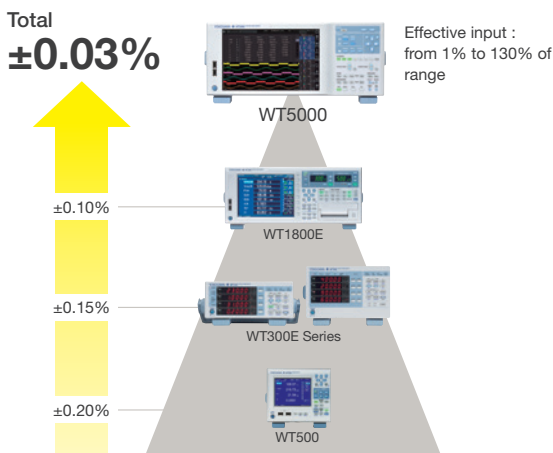 Total
±0.03%
Effective input :
from 1% to 130% of
range
WT5000
±0.10%
WT1800E
±0.15%
WT300E Series
±0.20%
WT500